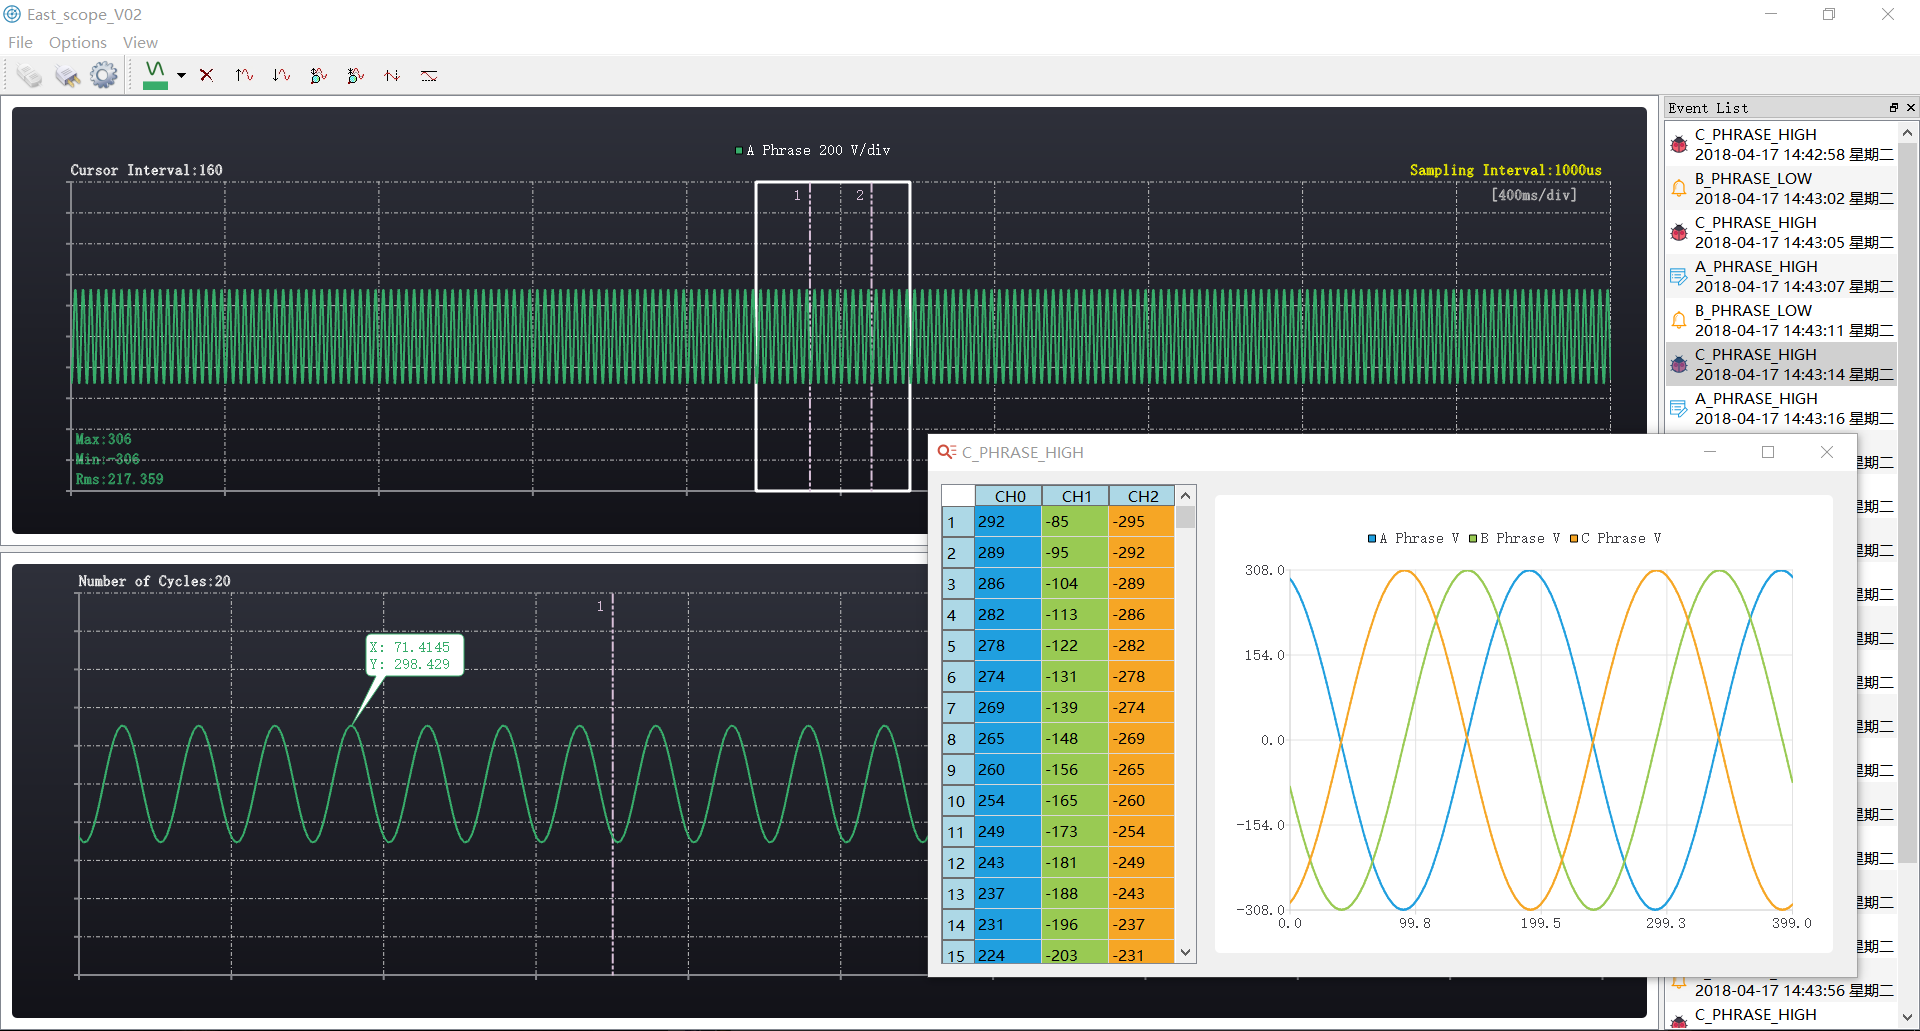 East_scope_V02
File Options View
A Phrase 200 V/div
Cursor Interval:160
Sampling Interval:1000us
1
2
[400ms/div]
Max:306
Min:-306
Rms:217.359
Number of Cycles:20
1
X: 71.4145
Y: 298.429
Event List
C_PHRASE_HIGH
2018-04-17 14:42:58 星期二
B_PHRASE_LOW
2018-04-17 14:43:02 星期二
C_PHRASE_HIGH
2018-04-17 14:43:05 星期二
A_PHRASE_HIGH
2018-04-17 14:43:07 星期二
B_PHRASE_LOW
2018-04-17 14:43:11 星期二
C_PHRASE_HIGH
2018-04-17 14:43:14 星期二
A_PHRASE_HIGH
2018-04-17 14:43:16 星期二
星期二
星期二
星期二
星期二
星期二
星期二
星期二
星期二
星期二
星期二
星期二
星期二
2018-04-17 14:43:56 星期二
C_PHRASE_HIGH
C_PHRASE_HIGH
CH0 CH1 CH2
1 292 -85 -295
2 289 -95 -292
3 286 -104 -289
4 282 -113 -286
5 278 -122 -282
6 274 -131 -278
7 269 -139 -274
8 265 -148 -269
9 260 -156 -265
10 254 -165 -260
11 249 -173 -254
12 243 -181 -249
13 237 -188 -243
14 231 -196 -237
15 224 -203 -231
A Phrase V B Phrase V C Phrase V
308.0
154.0
0.0
-154.0
-308.0
0.0 99.8 199.5 299.3 399.0